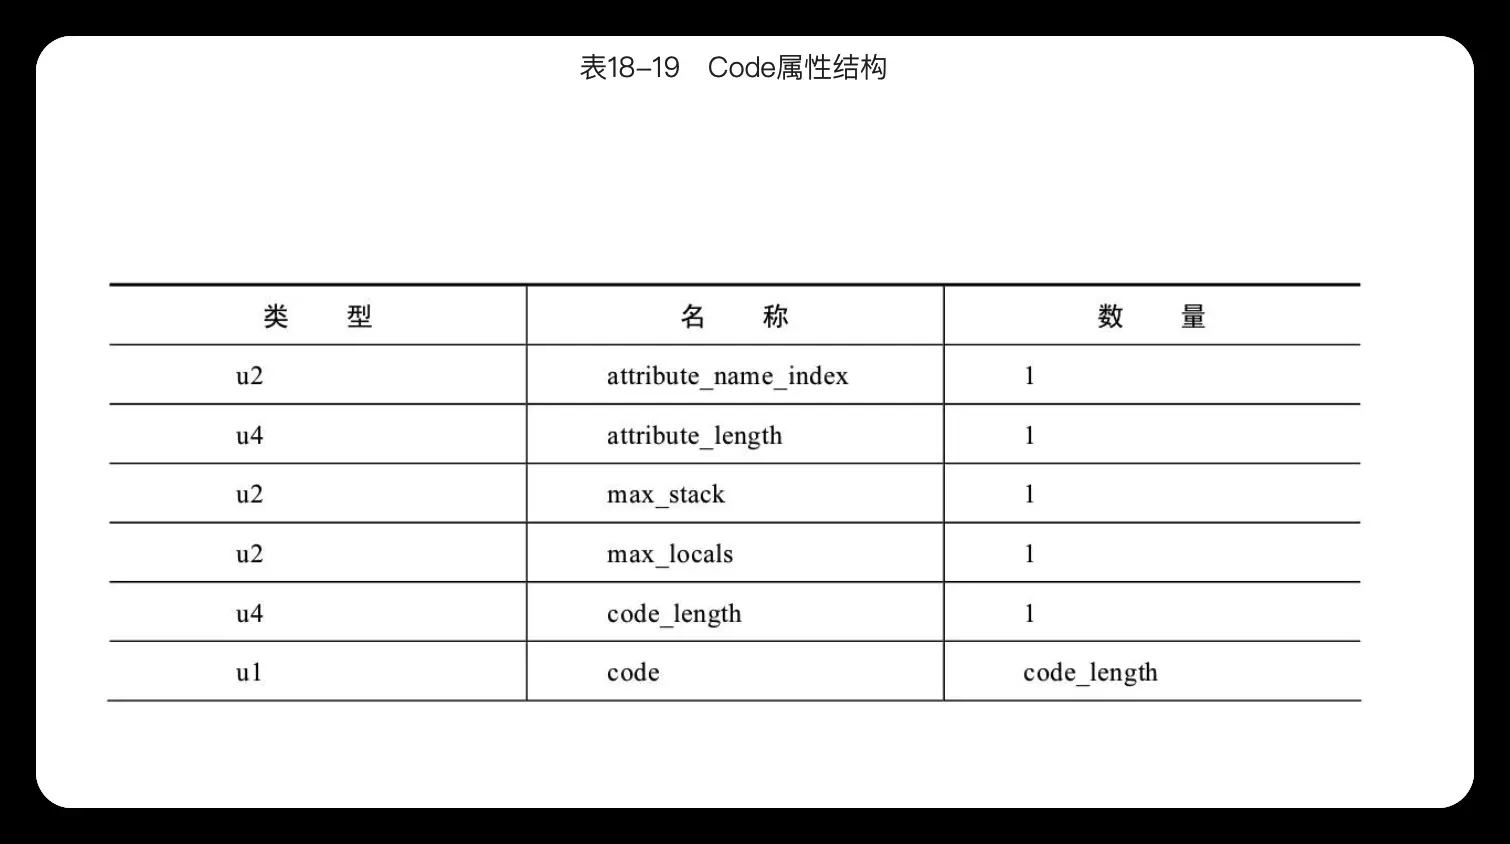 表18-19 Code属性结构
类 型 名 称 数 量
u2 attribute_name_index 1
u4 attribute_length 1
u2 max_stack 1
u2 max_locals 1
u4 code_length 1
u1 code code_length